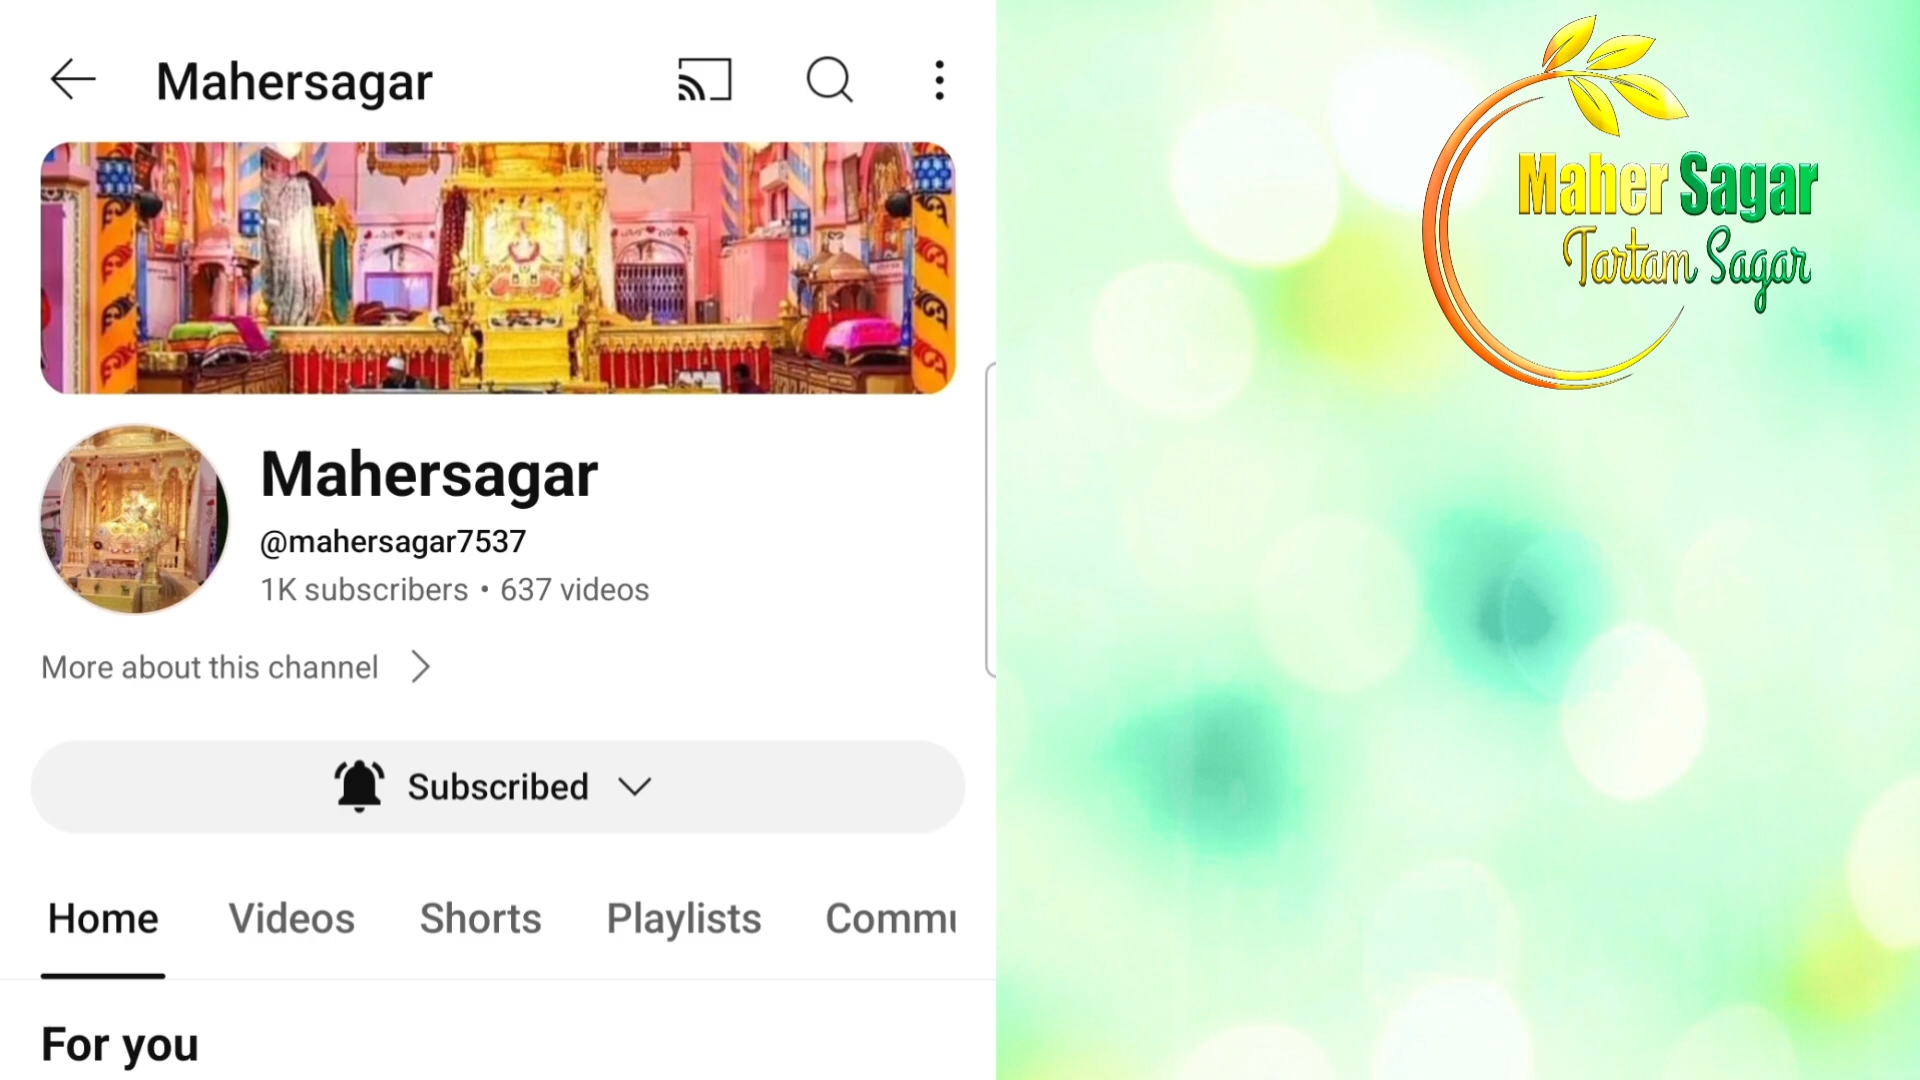 Mahersagar
Mahersagar
@mahersagar7537
1K subscribers • 637 videos
More about this channel
Subscribed
Home Videos Shorts Playlists Commu
For you
Maher Sagar
Tartam Sagar